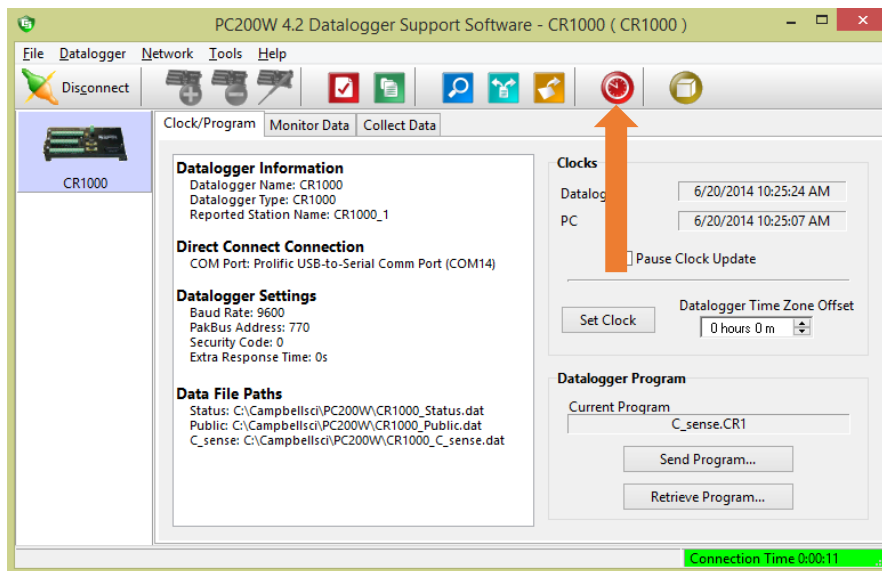 PC200W 4.2 Datalogger Support Software - CR1000 ( CR1000 )
File Datalogger Network Tools Help
Disconnect
CR1000
Clock/Program Monitor Data Collect Data
Datalogger Information
Datalogger Name: CR1000
Datalogger Type: CR1000
Reported Station Name: CR1000_1
Direct Connect Connection
COM Port: Prolific USB-to-Serial Comm Port (COM14)
Datalogger Settings
Baud Rate: 9600
PakBus Address: 770
Security Code: 0
Extra Response Time: 0s
Data File Paths
Status: C:\Campbellsci\PC200W\CR1000_Status.dat
Public: C:\Campbellsci\PC200W\CR1000_Public.dat
C_sense: C:\Campbellsci\PC200W\CR1000_C_sense.dat
Clocks
6/20/2014 10:25:24 AM
PC 6/20/2014 10:25:07 AM
Pause Clock Update
Set Clock
Datalogger Time Zone Offset
0 hours 0 m
Datalogger Program
Current Program
C_sense.CR1
Send Program...
Retrieve Program...
Connection Time 0:00:11